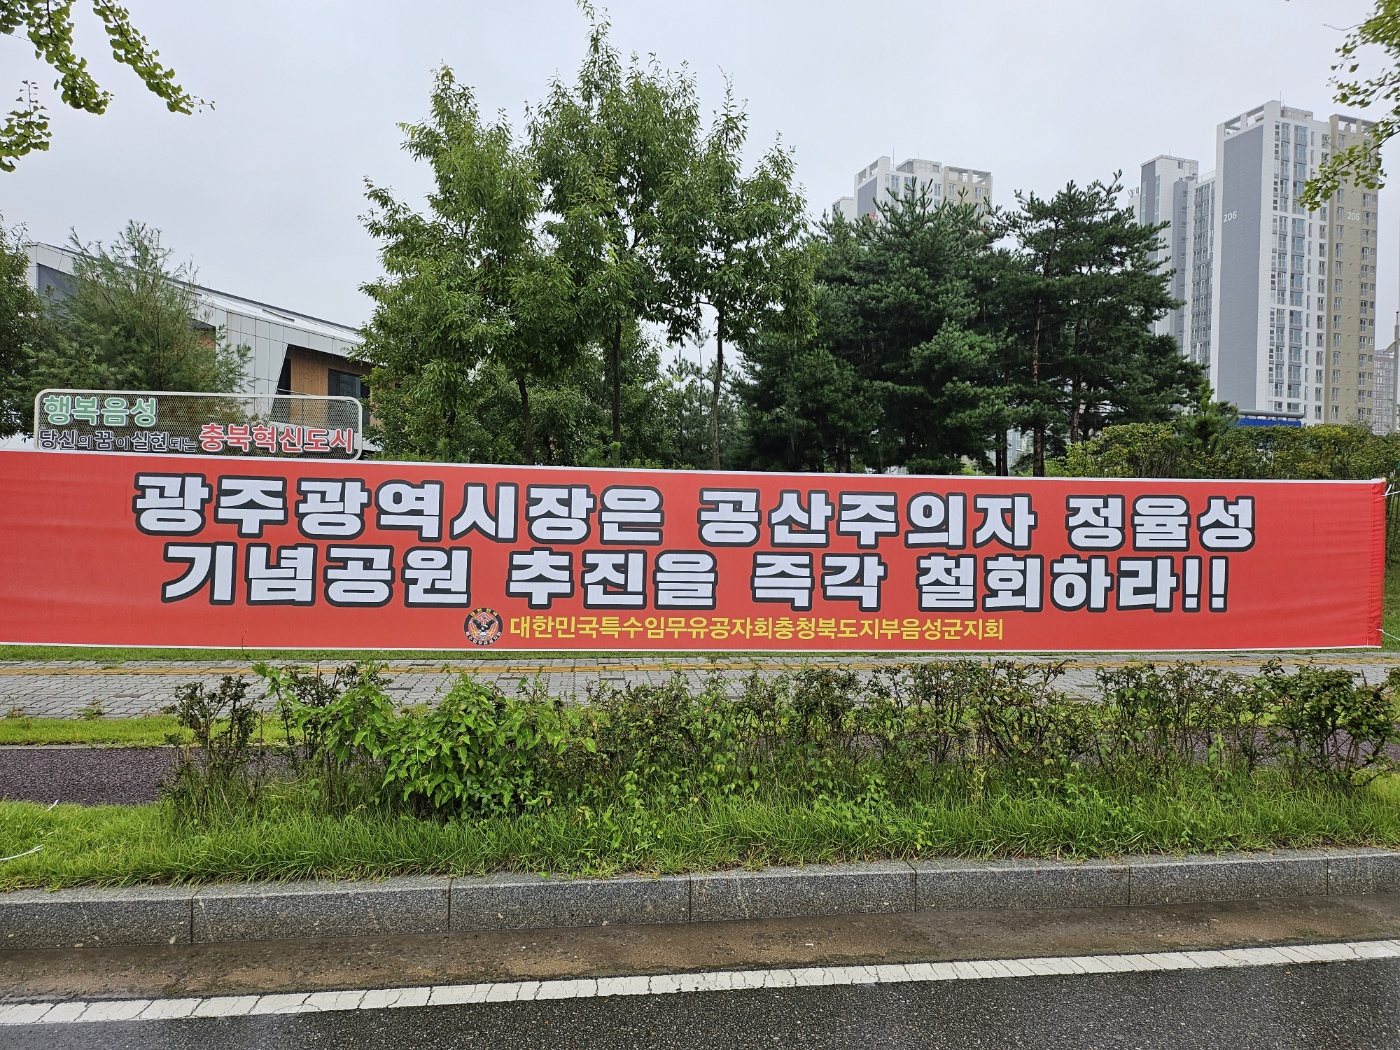 행복음성
당신의 꿈이 실현되는 충북혁신도시
광주광역시장은 공산주의자 정율성
기념공원 추진을 즉각 철회하라!!
대한민국특수임무유공자회충청북도지부음성군지회
206
206